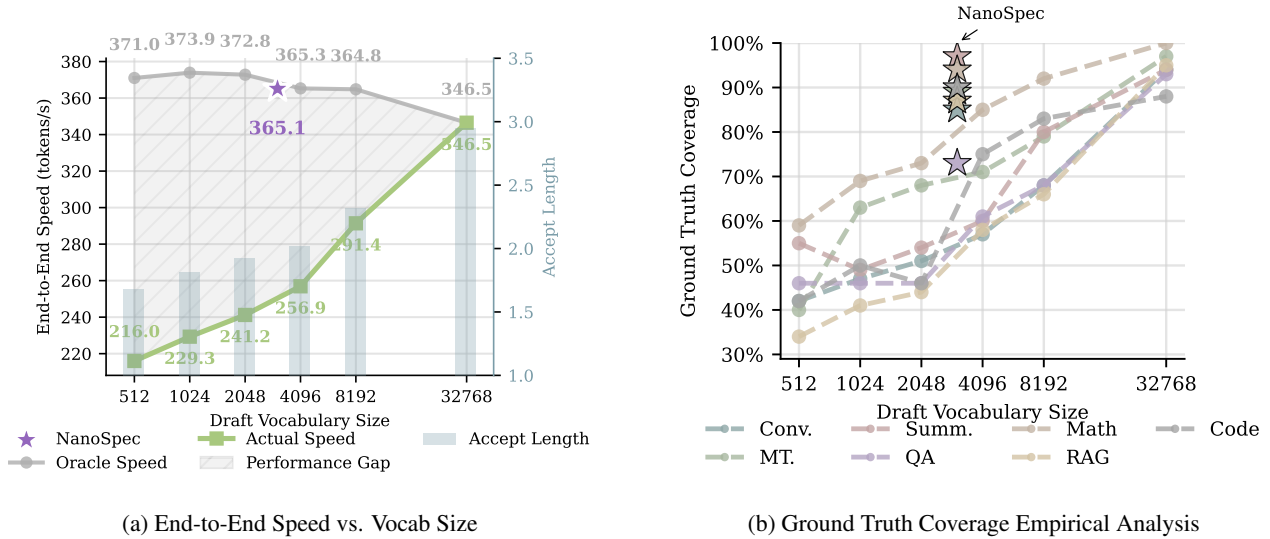 371.0 373.9 372.8 365.3 364.8 346.5
365.1
346.5
291.4
256.9
241.2
229.3
216.0
380
360
340
320
300
280
260
240
220
End-to-End Speed (tokens/s)
3.5
3.0
2.5
2.0
1.5
1.0
Accept Length
512 1024 2048 4096 8192 32768
Draft Vocabulary Size
NanoSpec Actual Speed Accept Length
Oracle Speed Performance Gap
(a) End-to-End Speed vs. Vocab Size
NanoSpec
100%
90%
80%
70%
60%
50%
40%
30%
Ground Truth Coverage
512 1024 2048 4096 8192 32768
Draft Vocabulary Size
Conv. Summ. Math Code
MT. QA RAG
(b) Ground Truth Coverage Empirical Analysis